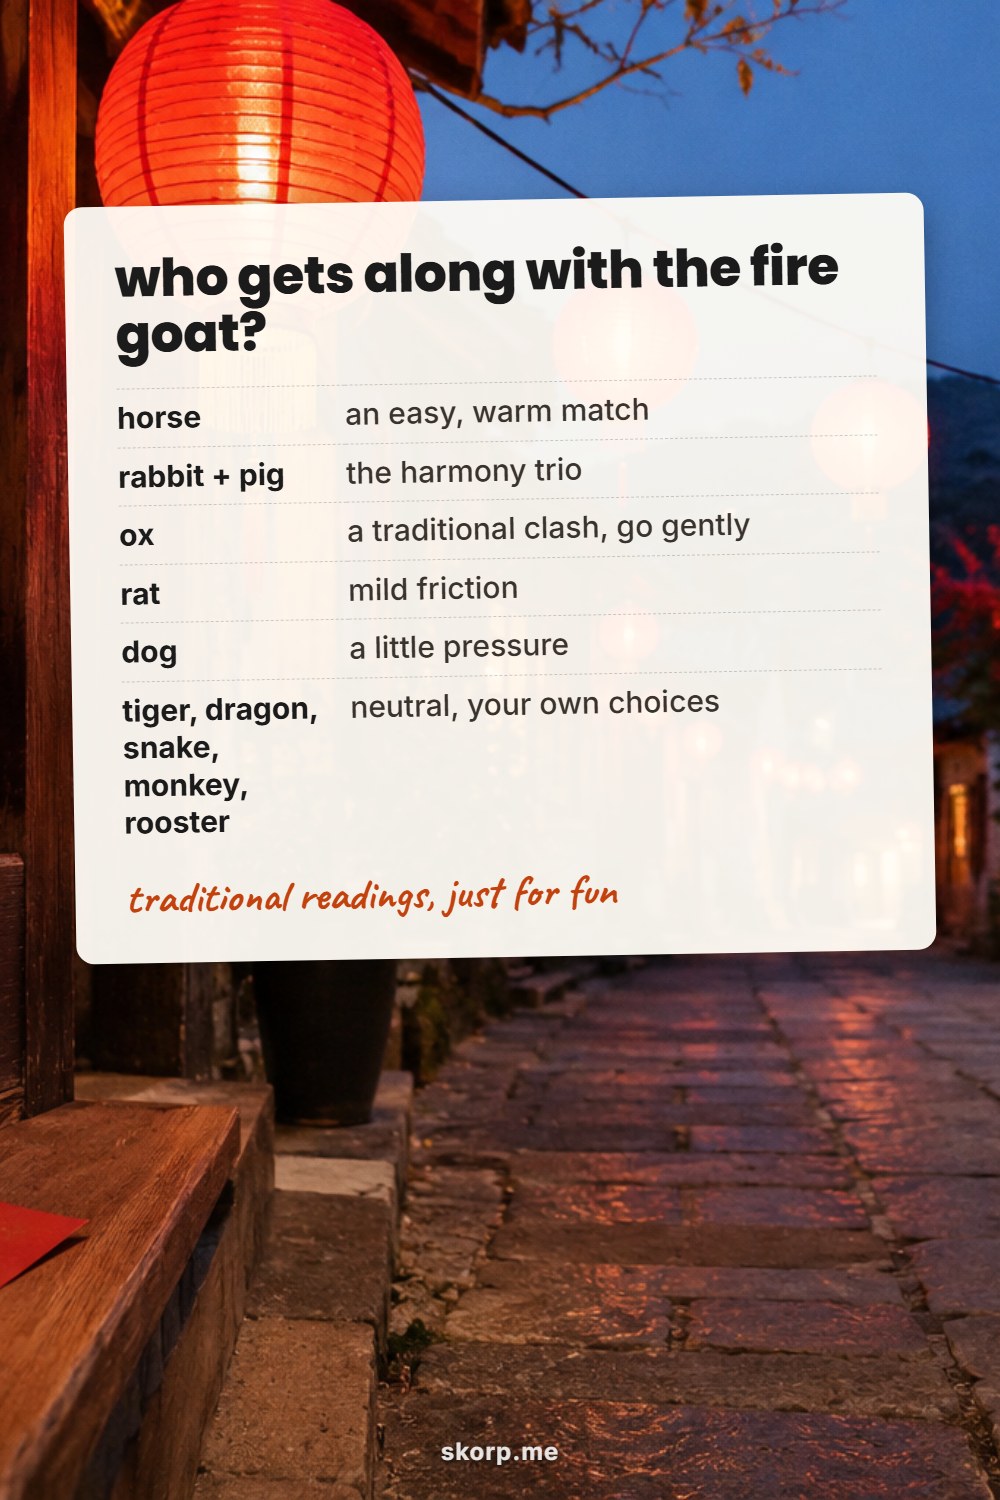 who gets along with the fire
goat?
horse an easy, warm match
rabbit + pig the harmony trio
ox a traditional clash, go gently
rat mild friction
dog a little pressure
tiger, dragon, neutral, your own choices
snake,
monkey,
rooster
traditional readings, just for fun
skorp.me